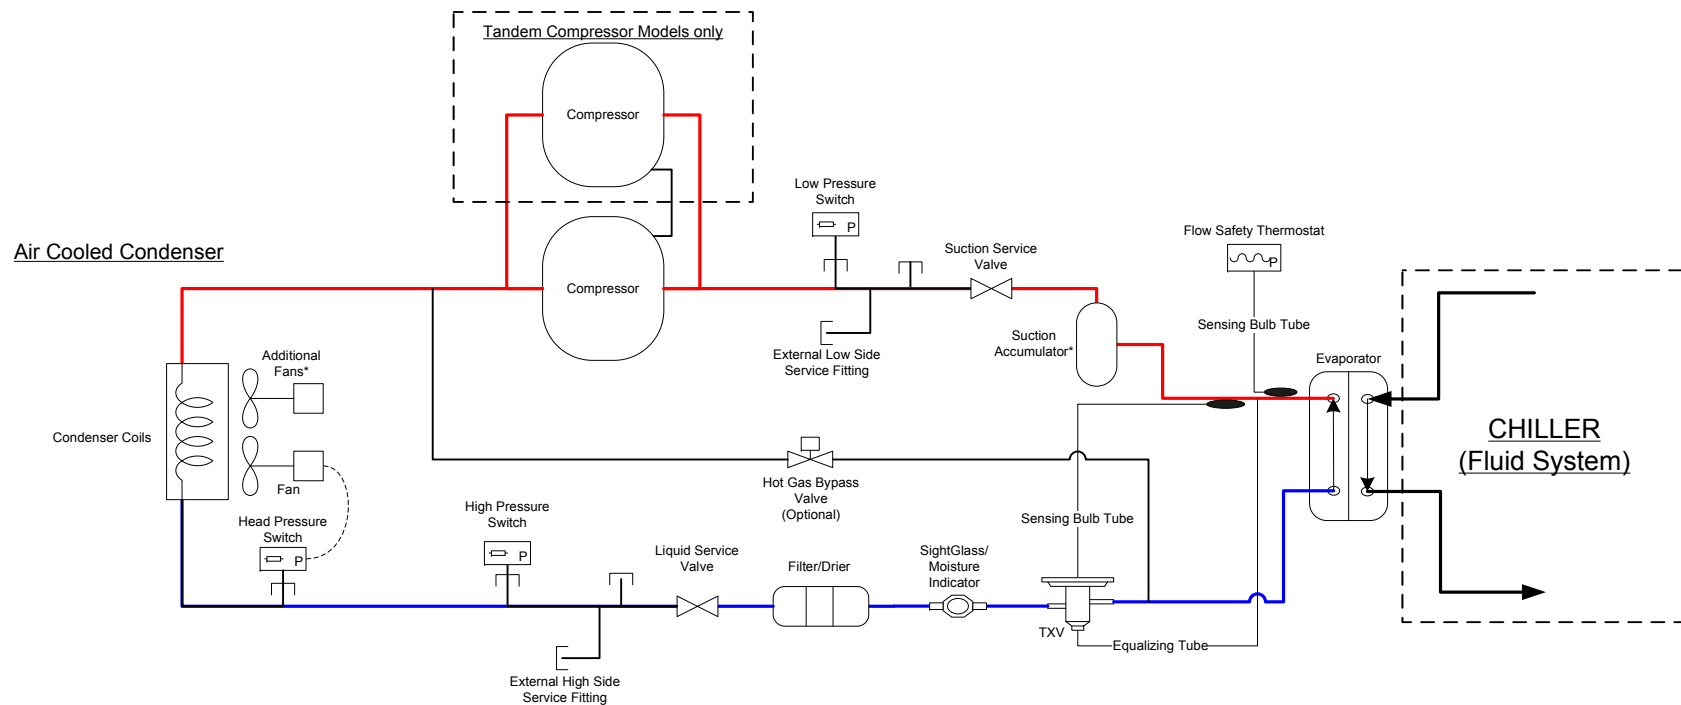 Tandem Compressor Models only
Compressor
Low Pressure
Switch
P
Air Cooled Condenser
Compressor
Suction Service
Valve
Flow Safety Thermostat
P
Sensing Bulb Tube
External Low Side
Service Fitting
Suction
Accumulator*
Evaporator
Additional
Fans*
Condenser Coils
Fan
CHILLER
(Fluid System)
Hot Gas Bypass
Valve
(Optional)
Head Pressure
Switch
P
High Pressure
Switch
P
Liquid Service
Valve
Filter/Drier
SightGlass/
Moisture
Indicator
Sensing Bulb Tube
TXV
Equalizing Tube
External High Side
Service Fitting